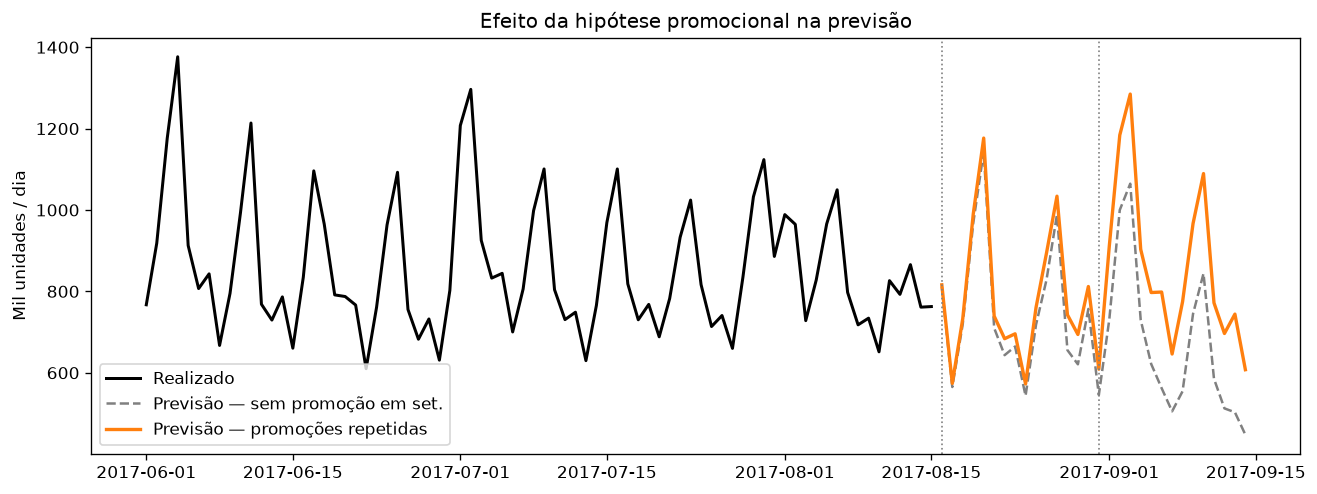 Efeito da hipótese promocional na previsão
Mil unidades / dia
1400
1200
1000
800
600
Realizado
Previsão — sem promoção em set.
Previsão — promoções repetidas
2017-06-01
2017-06-15
2017-07-01
2017-07-15
2017-08-01
2017-08-15
2017-09-01
2017-09-15